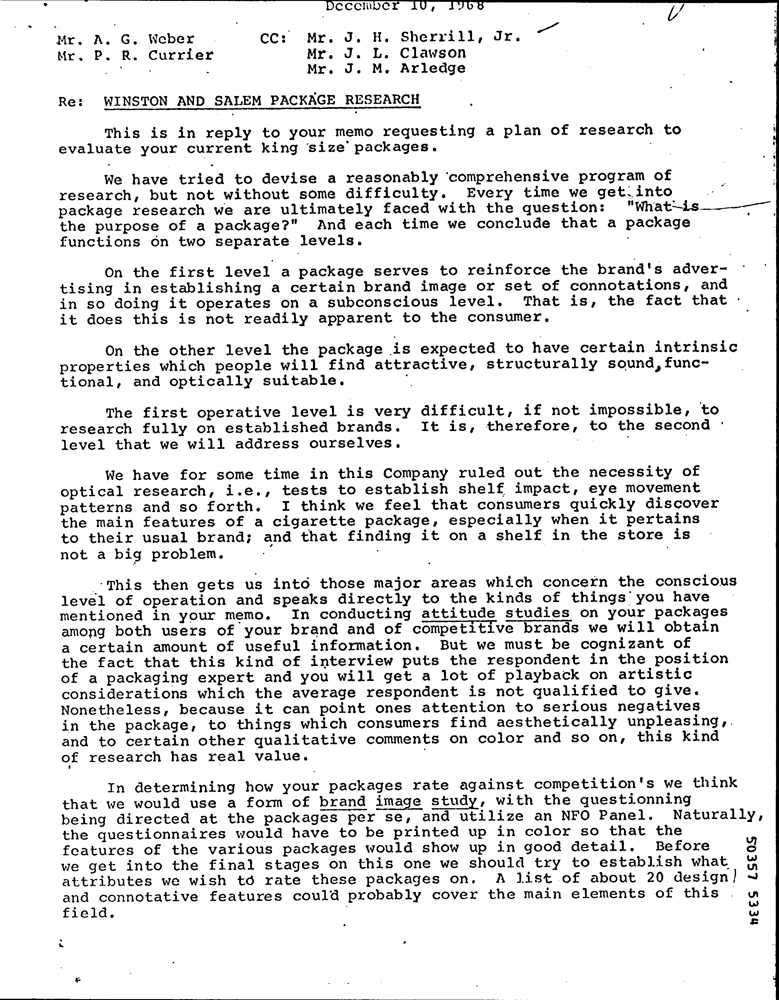 December 10, 1968
Mr. A. G. Weber CC: Mr. J. H. Sherrill, Jr.
Mr. P. R. Currier Mr. J. L. Clawson
Mr. J. M. Arledge
Re: WINSTON AND SALEM PACKAGE RESEARCH
This is in reply to your memo requesting a plan of research to
evaluate your current king size packages.
We have tried to devise a reasonably comprehensive program of
research, but not without some difficulty. Every time we get into
package research we are ultimately faced with the question: "What is
the purpose of a package?" And each time we conclude that a package
functions on two separate levels.
On the first level a package serves to reinforce the brand's adver-
tising in establishing a certain brand image or set of connotations, and
in so doing it operates on a subconscious level. That is, the fact that
it does this is not readily apparent to the consumer.
On the other level the package is expected to have certain intrinsic
properties which people will find attractive, structurally sound, func-
tional, and optically suitable.
The first operative level is very difficult, if not impossible, to
research fully on established brands. It is, therefore, to the second
level that we will address ourselves.
We have for some time in this Company ruled out the necessity of
optical research, i.e., tests to establish shelf impact, eye movement
patterns and so forth. I think we feel that consumers quickly discover
the main features of a cigarette package, especially when it pertains
to their usual brand; and that finding it on a shelf in the store is
not a big problem.
This then gets us into those major areas which concern the conscious
level of operation and speaks directly to the kinds of things you have
mentioned in your memo. In conducting attitude studies on your packages
among both users of your brand and of competitive brands we will obtain
a certain amount of useful information. But we must be cognizant of
the fact that this kind of interview puts the respondent in the position
of a packaging expert and you will get a lot of playback on artistic
considerations which the average respondent is not qualified to give.
Nonetheless, because it can point ones attention to serious negatives
in the package, to things which consumers find aesthetically unpleasing,
and to certain other qualitative comments on color and so on, this kind
of research has real value.
In determining how your packages rate against competition's we think
that we would use a form of brand image study, with the questionning
being directed at the packages per se, and utilize an NFO Panel. Naturally,
the questionnaires would have to be printed up in color so that the
features of the various packages would show up in good detail. Before
we get into the final stages on this one we should try to establish what
attributes we wish to rate these packages on. A list of about 20 design
and connotative features could probably cover the main elements of this
field.
50357 5334